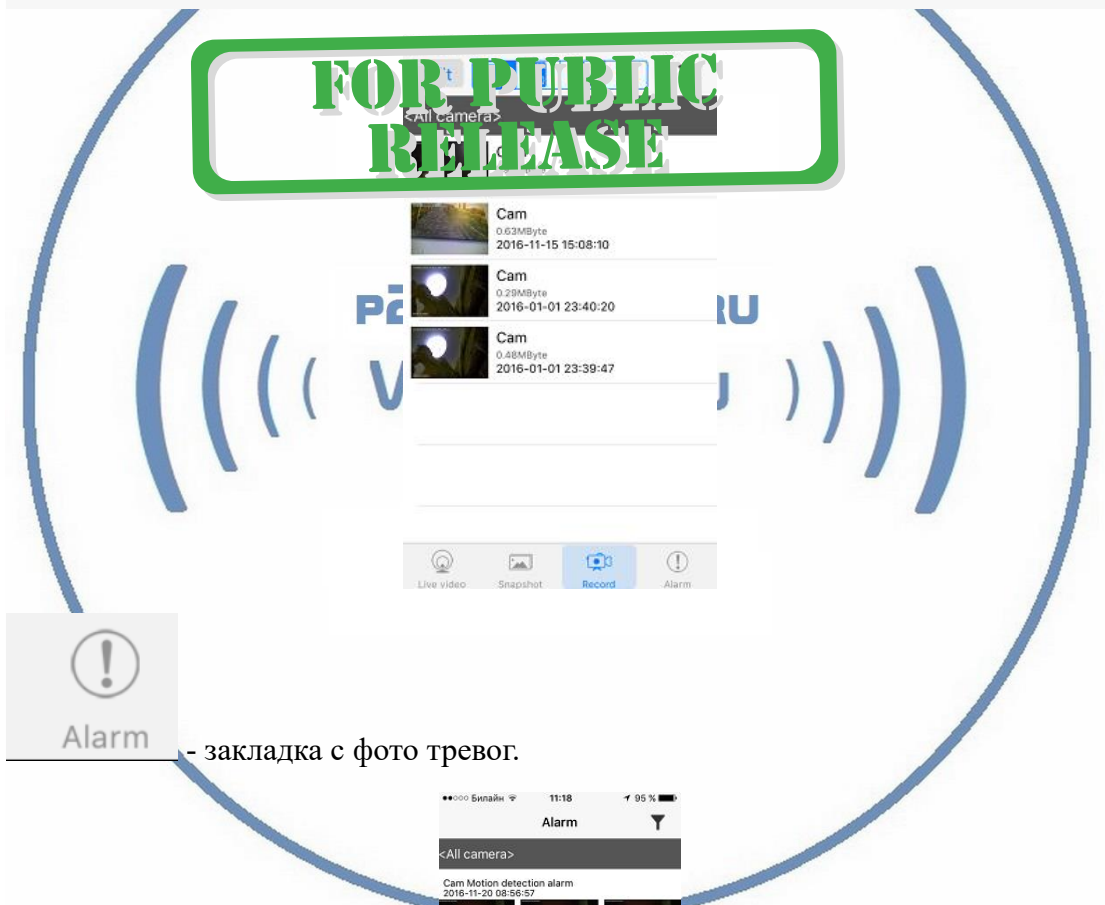 FOR PUBLIC
RELEASE
<All camera>
Cam
0.63MByte
2016-11-15 15:08:10
Cam
0.29MByte
2016-01-01 23:40:20
Cam
0.48MByte
2016-01-01 23:39:47
Live video Snapshot Record Alarm
Alarm - закладка с фото тревог.
Билайн 11:18 95 %
Alarm
<All camera>
Cam Motion detection alarm
2016-11-20 08:56:57